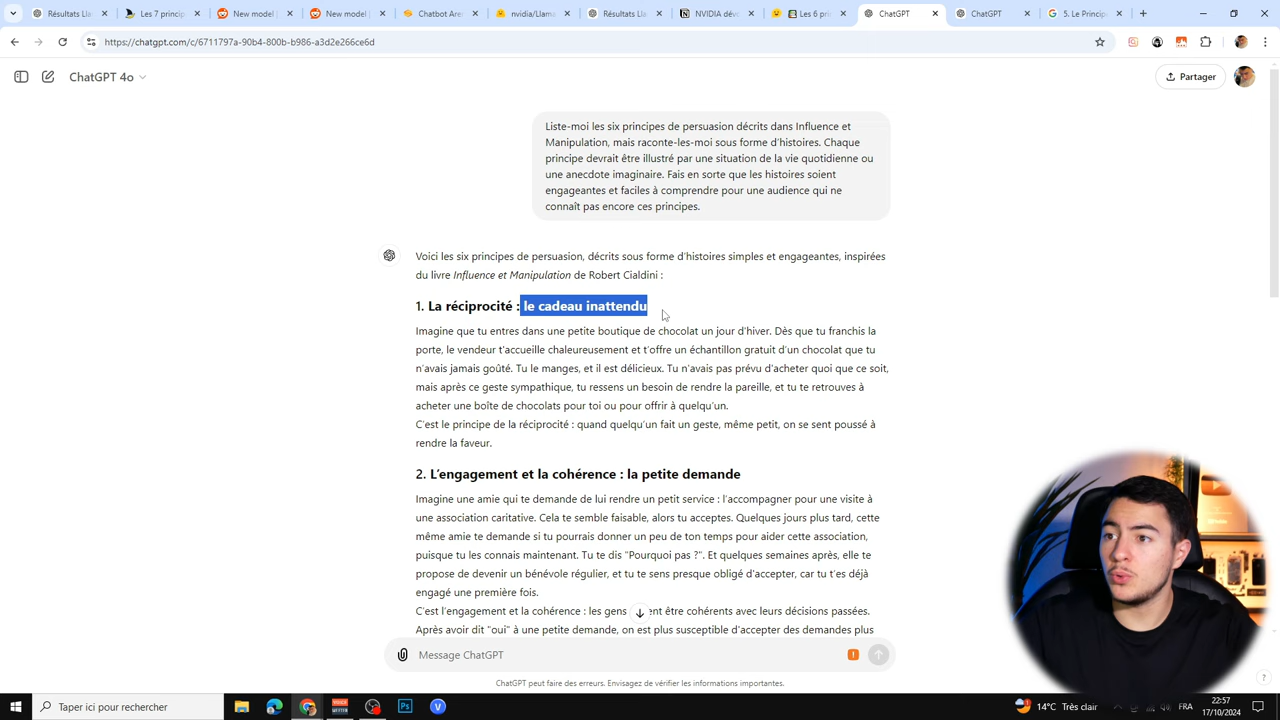 Résultats Lla
Les 7 princip
New model
New model
Chatbot Are
nvidia/Llam
Résultats Lla
NVIDIA dév
Les 6 prin
ChatGPT
ChatGPT
5. Le Princip
https://chatgpt.com/c/6711797a-90b4-800b-b986-a3d2e266ce6d
ChatGPT 4o
Partager
Liste-moi les six principes de persuasion décrits dans Influence et
Manipulation, mais raconte-les-moi sous forme d'histoires. Chaque
principe devrait être illustré par une situation de la vie quotidienne ou
une anecdote imaginaire. Fais en sorte que les histoires soient
engageantes et faciles à comprendre pour une audience qui ne
connaît pas encore ces principes.
Voici les six principes de persuasion, décrits sous forme d'histoires simples et engageantes, inspirées
du livre Influence et Manipulation de Robert Cialdini :
1. La réciprocité : le cadeau inattendu
Imagine que tu entres dans une petite boutique de chocolat un jour d'hiver. Dès que tu franchis la
porte, le vendeur t'accueille chaleureusement et t'offre un échantillon gratuit d'un chocolat que tu
n'avais jamais goûté. Tu le manges, et il est délicieux. Tu n'avais pas prévu d'acheter quoi que ce soit,
mais après ce geste sympathique, tu ressens un besoin de rendre la pareille, et tu te retrouves à
acheter une boîte de chocolats pour toi ou pour offrir à quelqu'un.
C'est le principe de la réciprocité : quand quelqu'un fait un geste, même petit, on se sent poussé à
rendre la faveur.
2. L'engagement et la cohérence : la petite demande
Imagine une amie qui te demande de lui rendre un petit service : l'accompagner pour une visite à
une association caritative. Cela te semble faisable, alors tu acceptes. Quelques jours plus tard, cette
même amie te demande si tu pourrais donner un peu de ton temps pour aider cette association,
puisque tu les connais maintenant. Tu te dis "Pourquoi pas ?". Et quelques semaines après, elle te
propose de devenir un bénévole régulier, et tu te sens presque obligé d'accepter, car tu t'es déjà
engagé une première fois.
C'est l'engagement et la cohérence : les gens ent être cohérents avec leurs décisions passées.
Après avoir dit "oui" à une petite demande, on est plus susceptible d'accepter des demandes plus
Message ChatGPT
ChatGPT peut faire des erreurs. Envisagez de vérifier les informations importantes.
Taper ici pour rechercher
14°C Très clair
FRA
22:57
17/10/2024